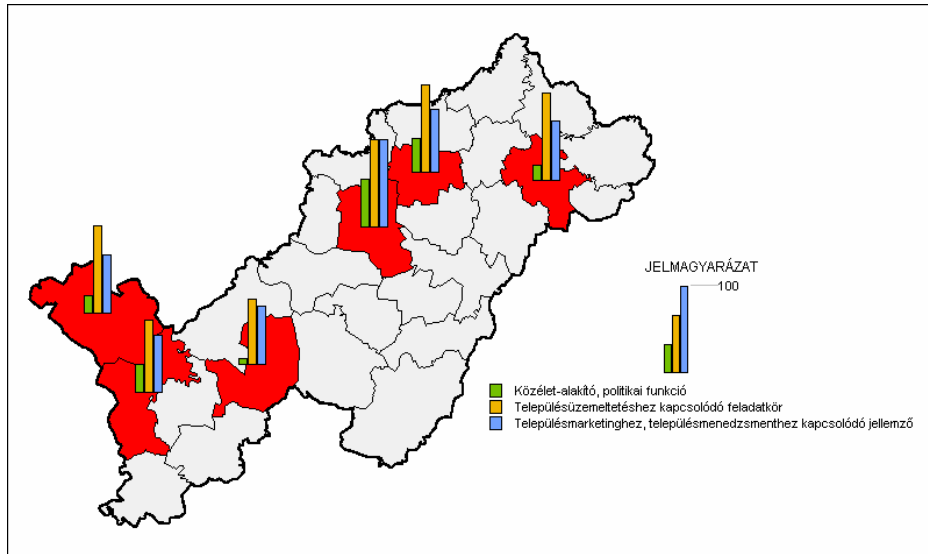 JELMAGYARÁZAT
100
Közélet-alakító, politikai funkció
Településüzemeltetéshez kapcsolódó feladatkör
Településmarketinghez, településmenedzsmenthez kapcsolódó jellemző